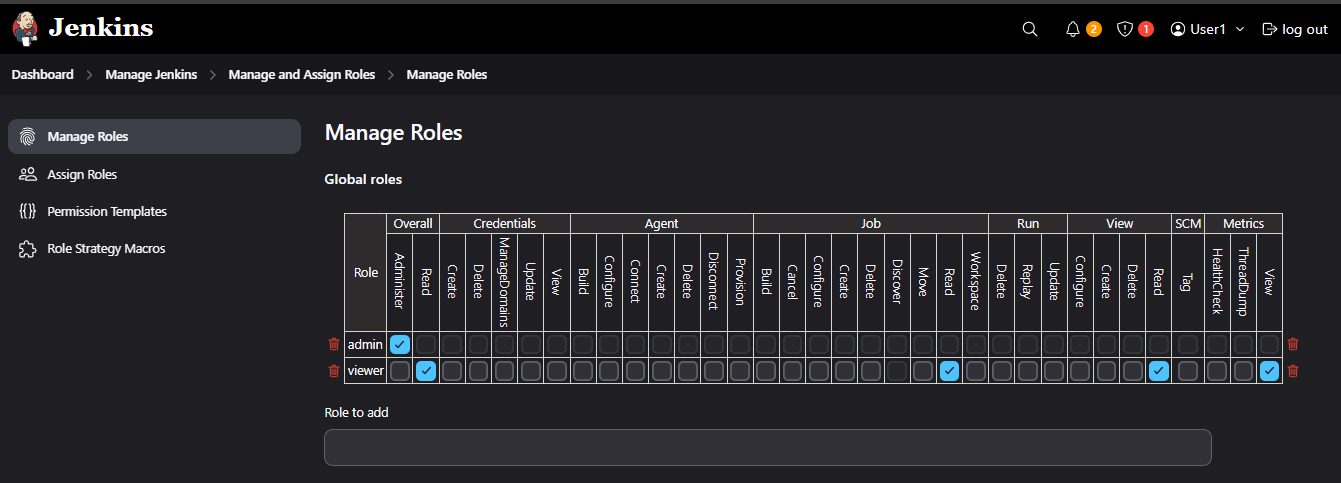 Jenkins
2 1 User1 log out
Dashboard Manage Jenkins Manage and Assign Roles Manage Roles
Manage Roles
Assign Roles
Permission Templates
Role Strategy Macros
Manage Roles
Global roles
Role Overall Credentials Agent Job Run View SCM Metrics
Administer Read Create Delete ManageDomains Update View Build Configure Connect Create Delete Disconnect Provision Build Cancel Configure Create Delete Discover Move Read Workspace Delete Replay Update Configure Create Delete Read Tag HealthCheck ThreadDump View
admin
viewer
Role to add